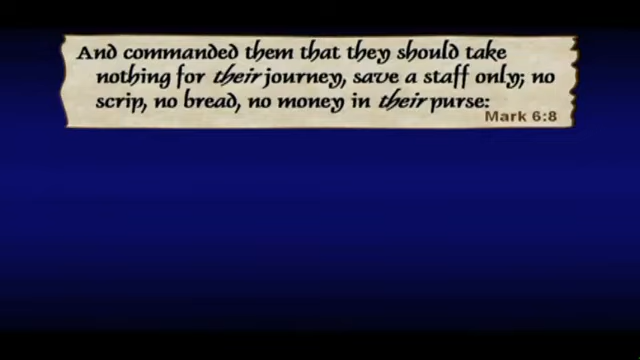 And commanded them that they should take
nothing for their journey, save a staff only; no
scrip, no bread, no money in their purse:
Mark 6:8